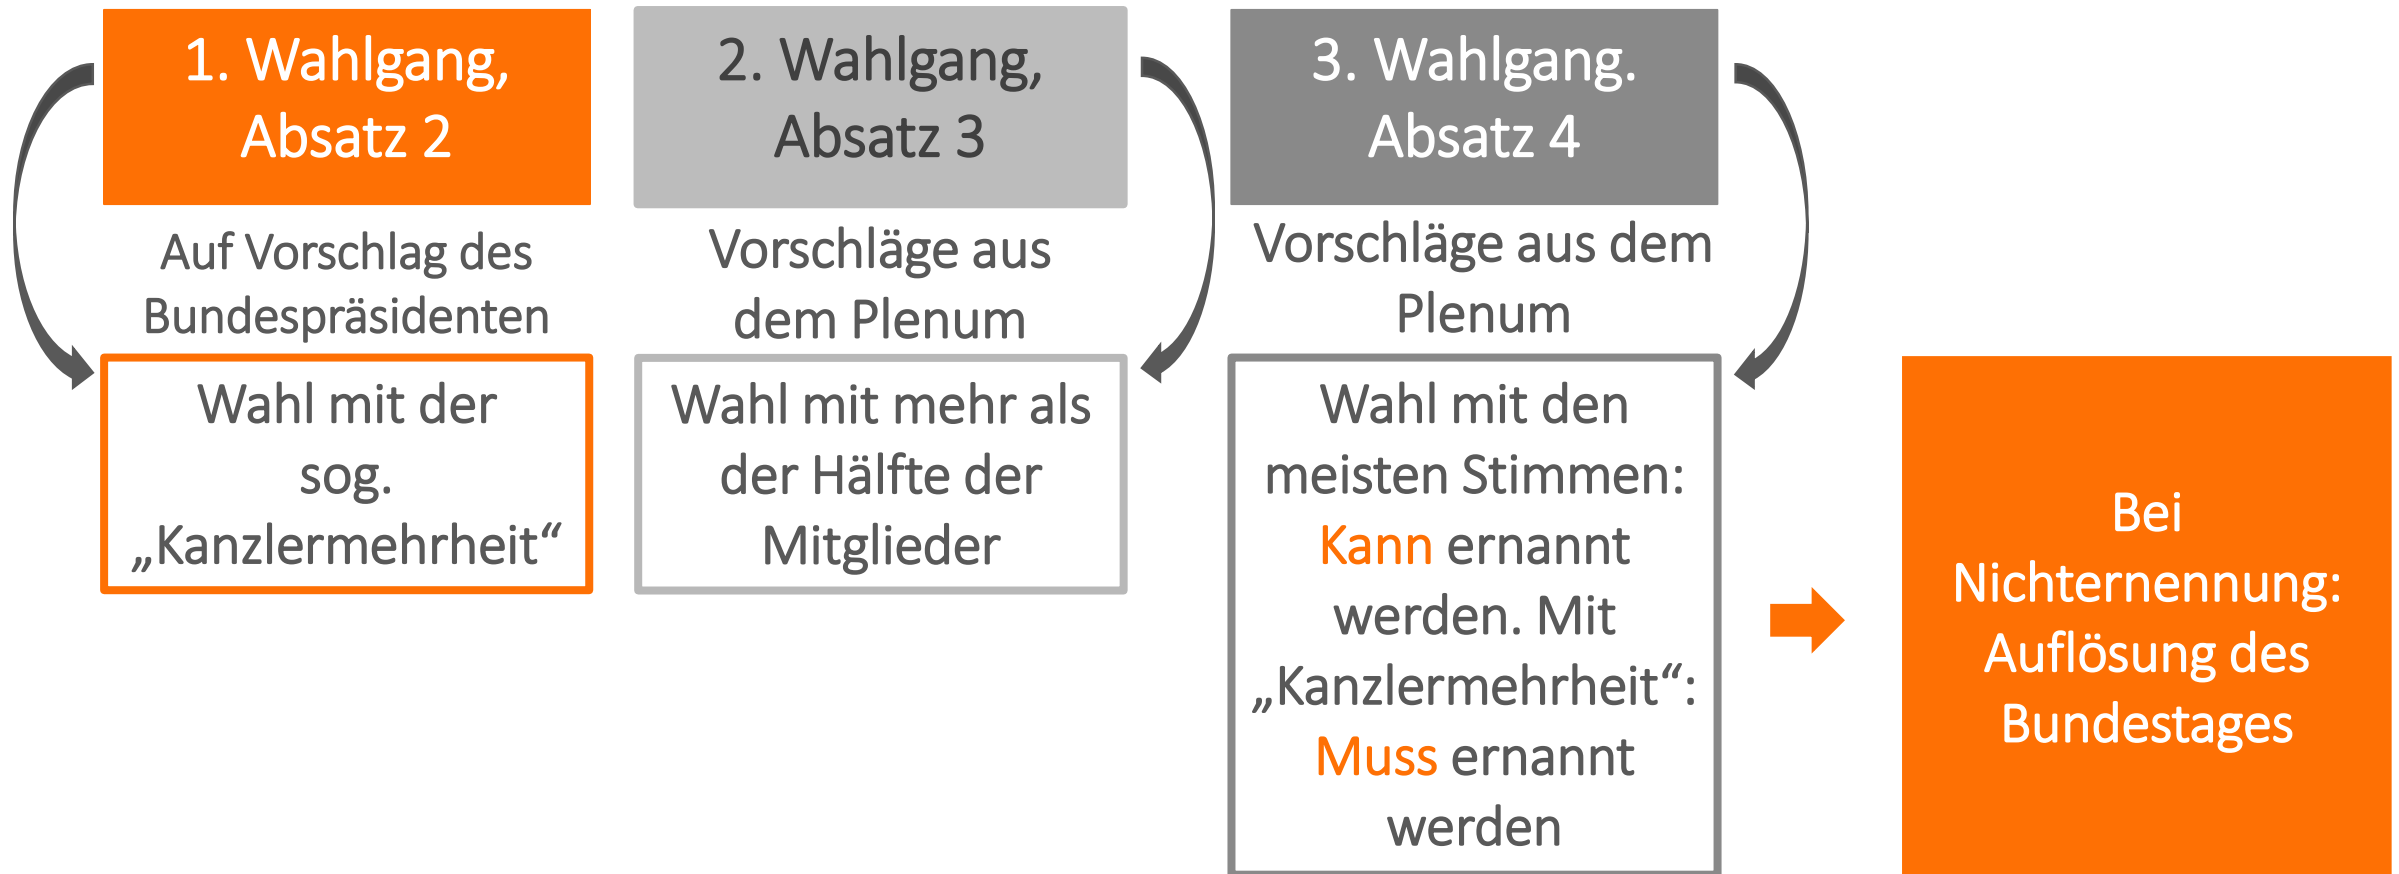 1. Wahlgang,
Absatz 2
Auf Vorschlag des
Bundespräsidenten
Wahl mit der
sog.
„Kanzlermehrheit“
2. Wahlgang,
Absatz 3
Vorschläge aus
dem Plenum
Wahl mit mehr als
der Hälfte der
Mitglieder
3. Wahlgang.
Absatz 4
Vorschläge aus dem
Plenum
Wahl mit den
meisten Stimmen:
Kann ernannt
werden. Mit
„Kanzlermehrheit“:
Muss ernannt
werden
Bei
Nichternennung:
Auflösung des
Bundestages